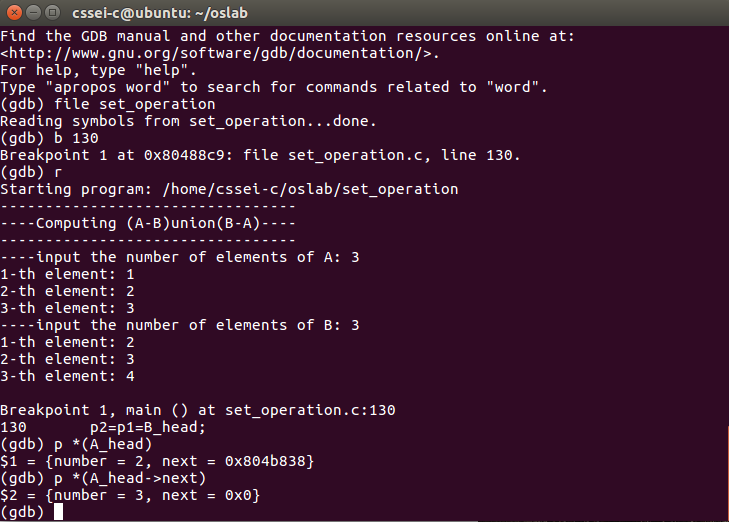 cssei-c@ubuntu: ~/oslab
Find the GDB manual and other documentation resources online at:
<http://www.gnu.org/software/gdb/documentation/>.
For help, type "help".
Type "apropos word" to search for commands related to "word".
(gdb) file set_operation
Reading symbols from set_operation...done.
(gdb) b 130
Breakpoint 1 at 0x80488c9: file set_operation.c, line 130.
(gdb) r
Starting program: /home/cssei-c/oslab/set_operation
---------------------------------
----Computing (A-B)union(B-A)----
---------------------------------
----input the number of elements of A: 3
1-th element: 1
2-th element: 2
3-th element: 3
----input the number of elements of B: 3
1-th element: 2
2-th element: 3
3-th element: 4
Breakpoint 1, main () at set_operation.c:130
130       p2=p1=B_head;
(gdb) p *(A_head)
$1 = {number = 2, next = 0x804b838}
(gdb) p *(A_head->next)
$2 = {number = 3, next = 0x0}
(gdb)